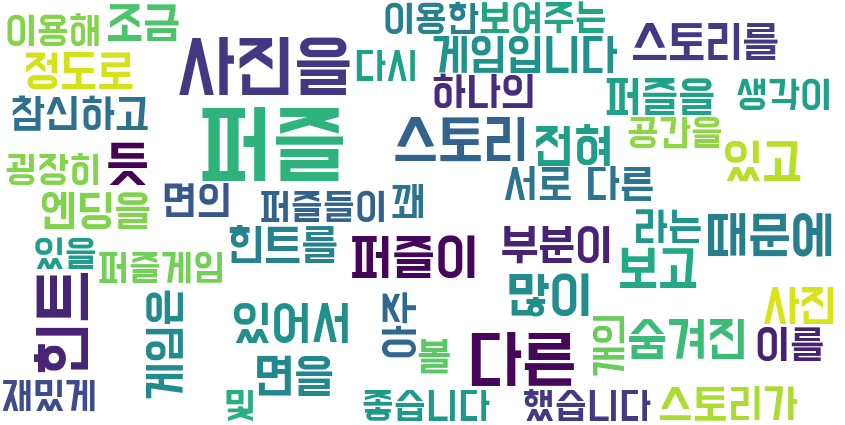 이용한
보여주는
이용해
조금
사진을
다시
게임입니다
스토리를
정도로
하나의
퍼즐을
생각이
참신하고
퍼즐
스토리
전혀
공간을
있고
굉장히
듯
면의
퍼즐들이
꽤
서로 다른
엔딩을
힌트를
퍼즐이
부분이
라는
때문에
있을
퍼즐게임
보고
힌트
게임은
있어서
아주
많이
사진
볼
다른
개
숨겨진
이를
면을
재밌게
및
좋습니다
했습니다
스토리가